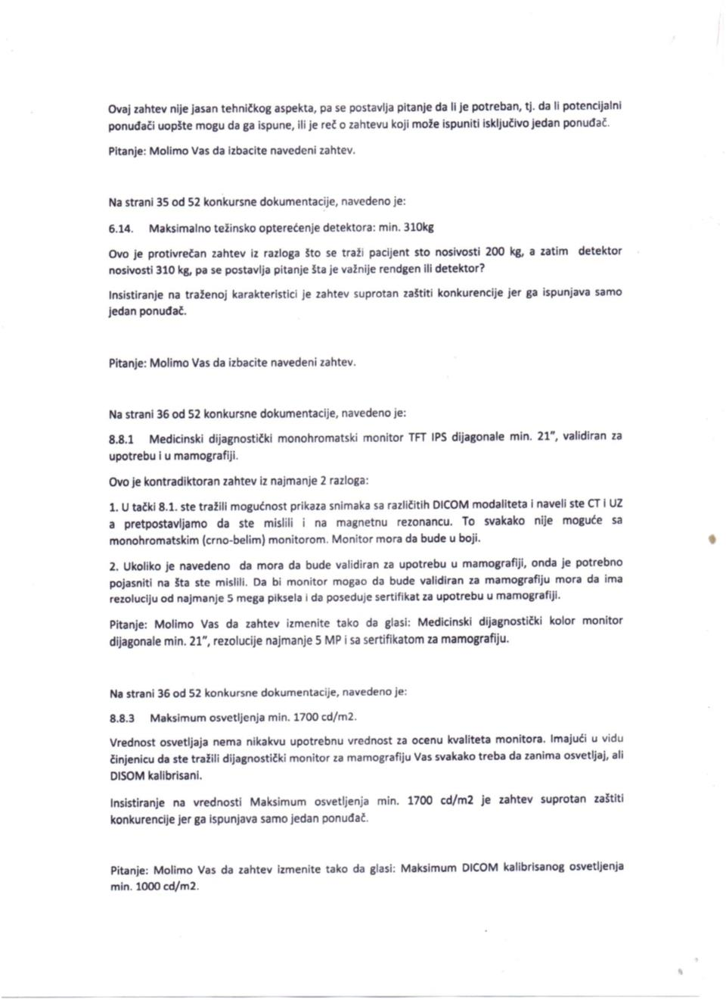 Ovaj zahtev nije jasan tehničkog aspekta, pa se postavlja pitanje da li je potreban, tj. da li potencijalni
ponuđači uopšte mogu da ga ispune, ili je reč o zahtevu koji može ispuniti isključivo jedan ponuđač.
Pitanje: Molimo Vas da izbacite navedeni zahtev.
Na strani 35 od 52 konkursne dokumentacije, navedeno je:
6.14. Maksimalno težinsko opterećenje detektora: min. 310kg
Ovo je protivrečan zahtev iz razloga što se traži pacijent sto nosivosti 200 kg, a zatim detektor
nosivosti 310 kg, pa se postavlja pitanje šta je važnije rendgen ili detektor?
Insistiranje na traženoj karakteristici je zahtev suprotan zaštiti konkurencije jer ga ispunjava samo
jedan ponuđač.
Pitanje: Molimo Vas da izbacite navedeni zahtev.
Na strani 36 od 52 konkursne dokumentacije, navedeno je:
8.8.1 Medicinski dijagnostički monohromatski monitor TFT IPS dijagonale min. 21", validiran za
upotrebu i u mamografiji.
Ovo je kontradiktoran zahtev iz najmanje 2 razloga:
1. U tački 8.1. ste tražili mogućnost prikaza snimaka sa različitih DICOM modaliteta i naveli ste CT i UZ
a pretpostavljamo da ste mislili i na magnetnu rezonancu. To svakako nije moguće sa
monohromatskim (crno-belim) monitorom. Monitor mora da bude u boji.
2. Ukoliko je navedeno da mora da bude validiran za upotrebu u mamografiji, onda je potrebno
pojasniti na šta ste mislili. Da bi monitor mogao da bude validiran za mamografiju mora da ima
rezoluciju od najmanje 5 mega piksela i da poseduje sertifikat za upotrebu u mamografiji.
Pitanje: Molimo Vas da zahtev izmenite tako da glasi: Medicinski dijagnostički kolor monitor
dijagonale min. 21", rezolucije najmanje 5 MP i sa sertifikatom za mamografiju.
Na strani 36 od 52 konkursne dokumentacije, navedeno je:
8.8.3 Maksimum osvetljenja min. 1700 cd/m2.
Vrednost osvetljaja nema nikakvu upotrebnu vrednost za ocenu kvaliteta monitora. Imajući u vidu
činjenicu da ste tražili dijagnostički monitor za mamografiju Vas svakako treba da zanima osvetljaj, ali
DISOM kalibrisani.
Insistiranje na vrednosti Maksimum osvetljenja min. 1700 cd/m2 je zahtev suprotan zaštiti
konkurencije jer ga ispunjava samo jedan ponuđač.
Pitanje: Molimo Vas da zahtev izmenite tako da glasi: Maksimum DICOM kalibrisanog osvetljenja
min. 1000 cd/m2.